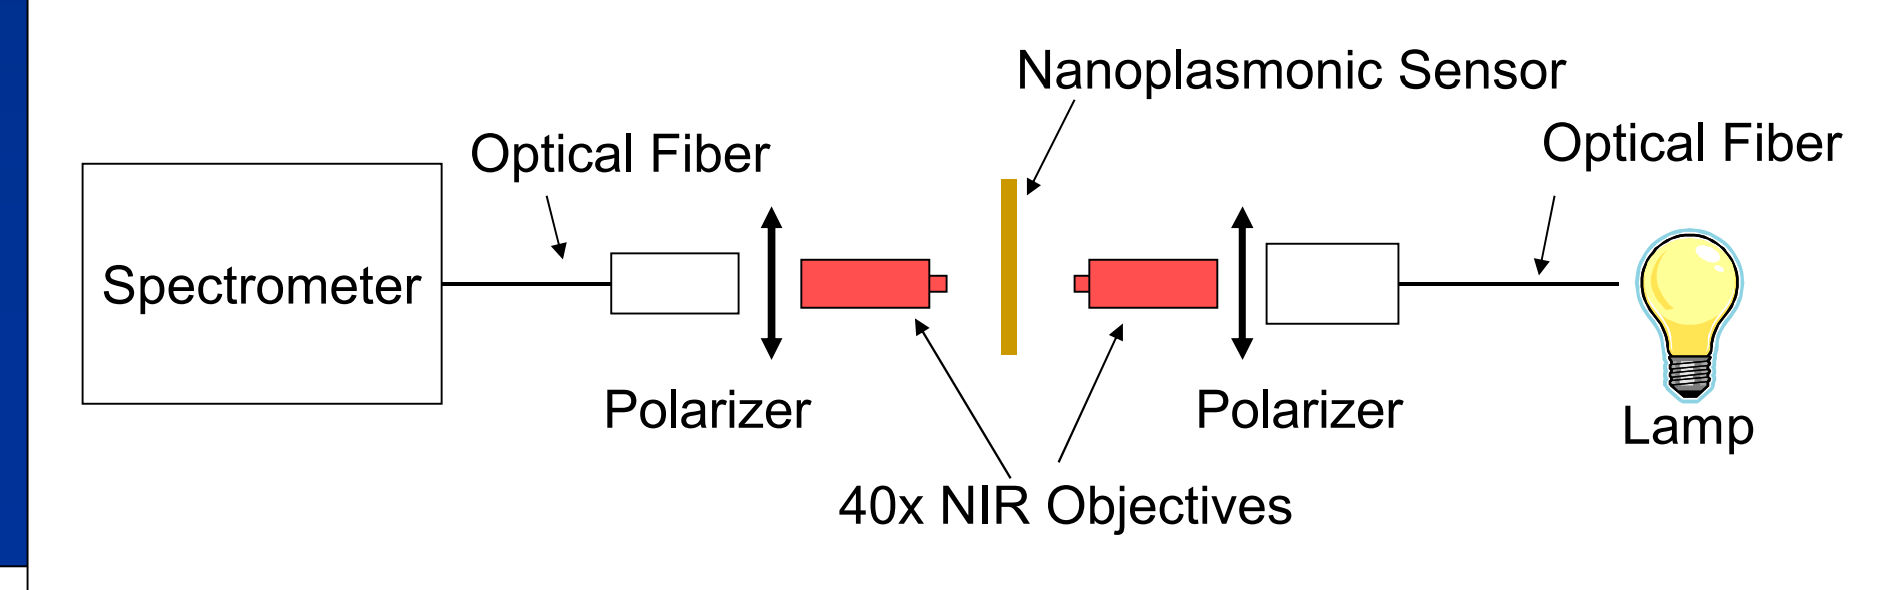 Nanoplasmonic Sensor
Optical Fiber
Optical Fiber
Spectrometer
Polarizer
Polarizer
Lamp
40x NIR Objectives